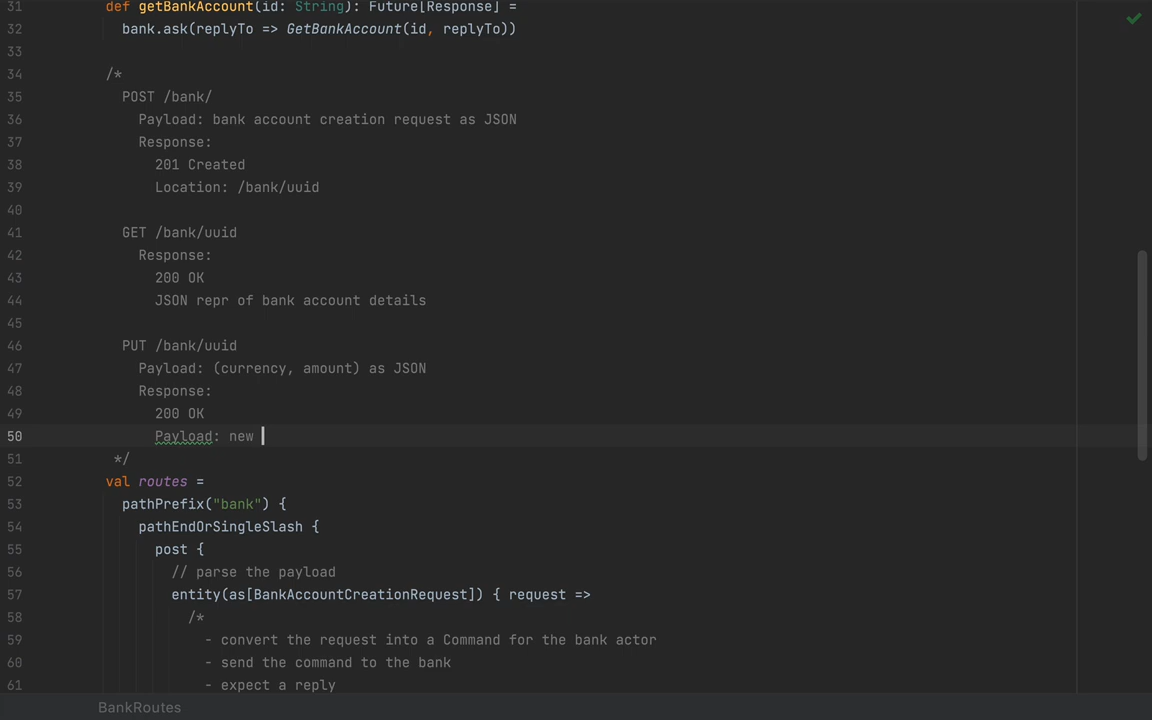 31 def getBankAccount(id: String): Future[Response] =
32 bank.ask(replyTo => GetBankAccount(id, replyTo))
33
34 /*
35 POST /bank/
36 Payload: bank account creation request as JSON
37 Response:
38 201 Created
39 Location: /bank/uuid
40
41 GET /bank/uuid
42 Response:
43 200 OK
44 JSON repr of bank account details
45
46 PUT /bank/uuid
47 Payload: (currency, amount) as JSON
48 Response:
49 200 OK
50 Payload: new
51 */
52 val routes =
53 pathPrefix("bank") {
54 pathEndOrSingleSlash {
55 post {
56 // parse the payload
57 entity(as[BankAccountCreationRequest]) { request =>
58 /*
59 - convert the request into a Command for the bank actor
60 - send the command to the bank
61 - expect a reply
BankRoutes